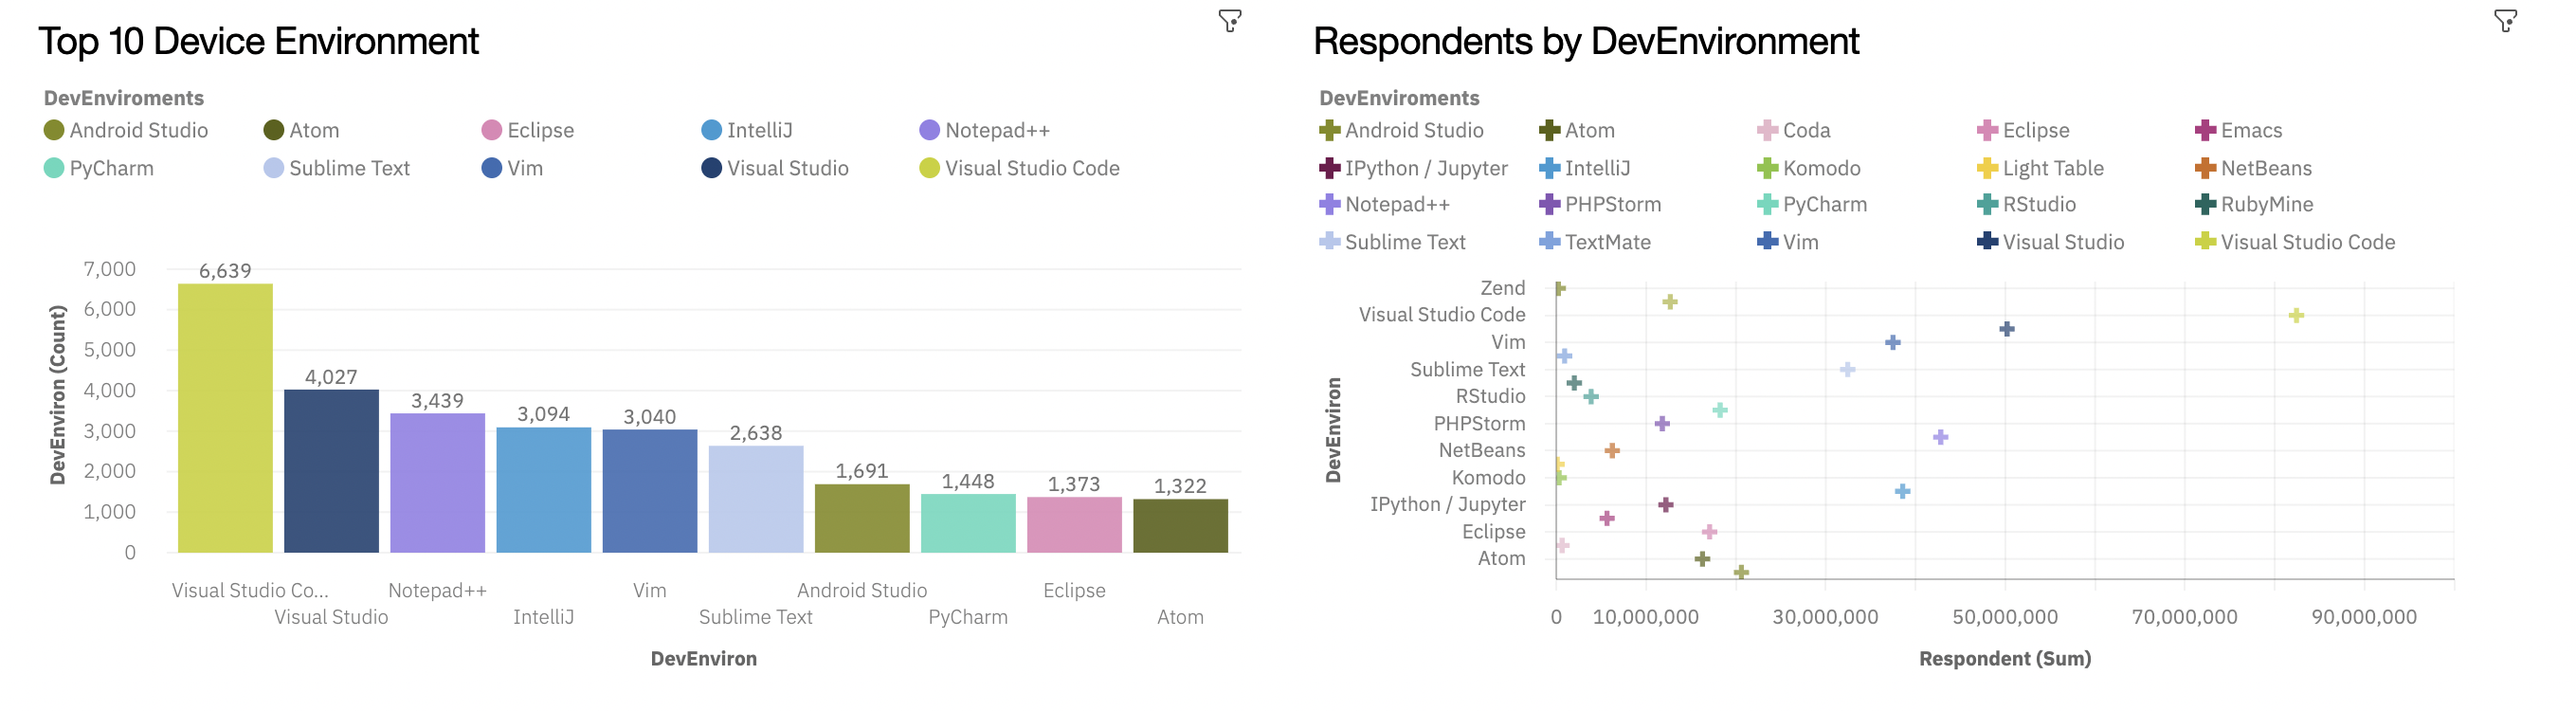 Top 10 Device Environment
DevEnviroments
Android Studio Atom Eclipse IntelliJ Notepad++
PyCharm Sublime Text Vim Visual Studio Visual Studio Code
7,000
6,000
5,000
4,000
3,000
2,000
1,000
0
DevEnviron (Count)
6,639
4,027
3,439
3,094
3,040
2,638
1,691
1,448
1,373
1,322
Visual Studio Co...
Visual Studio
Notepad++
IntelliJ
Vim
Sublime Text
Android Studio
PyCharm
Eclipse
Atom
DevEnviron
Respondents by DevEnvironment
DevEnviroments
Android Studio Atom Coda Eclipse Emacs
IPython / Jupyter IntelliJ Komodo Light Table NetBeans
Notepad++ PHPStorm PyCharm RStudio RubyMine
Sublime Text TextMate Vim Visual Studio Visual Studio Code
DevEnviron
Zend
Visual Studio Code
Vim
Sublime Text
RStudio
PHPStorm
NetBeans
Komodo
IPython / Jupyter
Eclipse
Atom
0 10,000,000 30,000,000 50,000,000 70,000,000 90,000,000
Respondent (Sum)